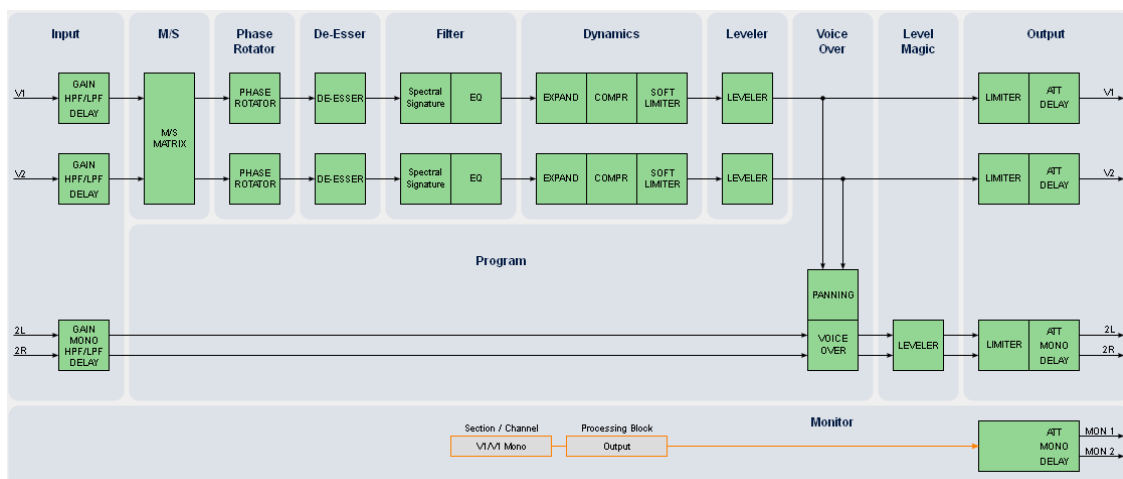 Input
M/S
Phase
Rotator
De-Esser
Filter
Dynamics
Leveler
Voice
Over
Level
Magic
Output
V1
GAIN
HPF/LPF
DELAY
M/S
MATRIX
PHASE
ROTATOR
DE-ESSER
Spectral
Signature
EQ
EXPAND
COMPR
SOFT
LIMITER
LEVELER
LIMITER
ATT
DELAY
V1
V2
GAIN
HPF/LPF
DELAY
PHASE
ROTATOR
DE-ESSER
Spectral
Signature
EQ
EXPAND
COMPR
SOFT
LIMITER
LEVELER
LIMITER
ATT
DELAY
V2
Program
PANNING
2L
2R
GAIN
MONO
HPF/LPF
DELAY
VOICE
OVER
LEVELER
LIMITER
ATT
MONO
DELAY
2L
2R
Monitor
Section / Channel
V1/V1 Mono
Processing Block
Output
ATT
MONO
DELAY
MON 1
MON 2